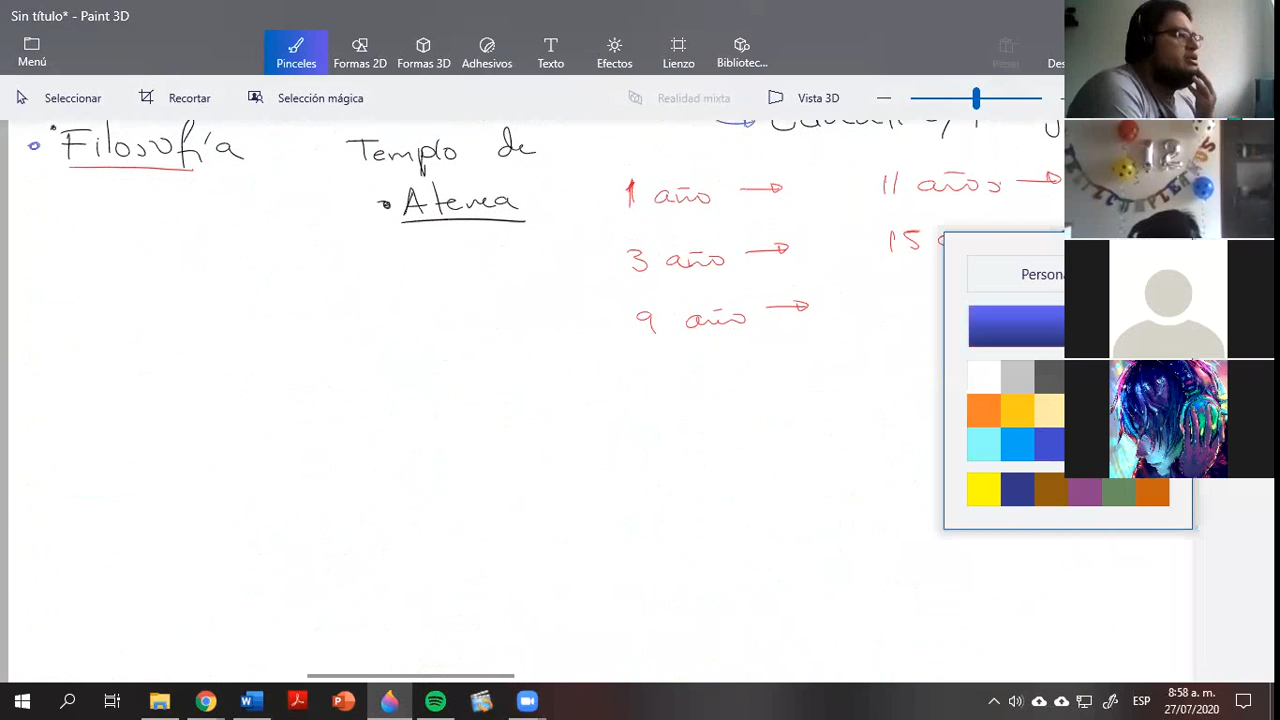 Sin título* - Paint 3D
Menú
Pinceles
Formas 2D
Formas 3D
Adhesivos
Texto
Efectos
Lienzo
Bibliotec...
Seleccionar
Recortar
Selección mágica
Realidad mixta
Vista 3D
Filosofía
Templo de
Atenea
1 año
3 año
9 año
11 años
15
Persona
12
8:58 a. m.
ESP
27/07/2020